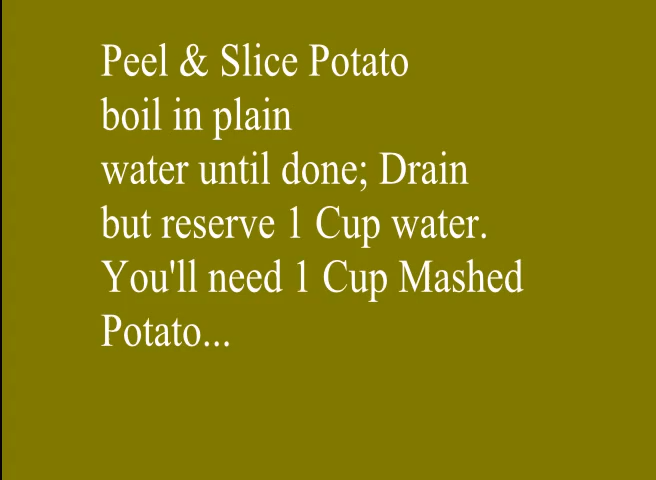 Peel & Slice Potato
boil in plain
water until done; Drain
but reserve 1 Cup water.
You'll need 1 Cup Mashed
Potato...